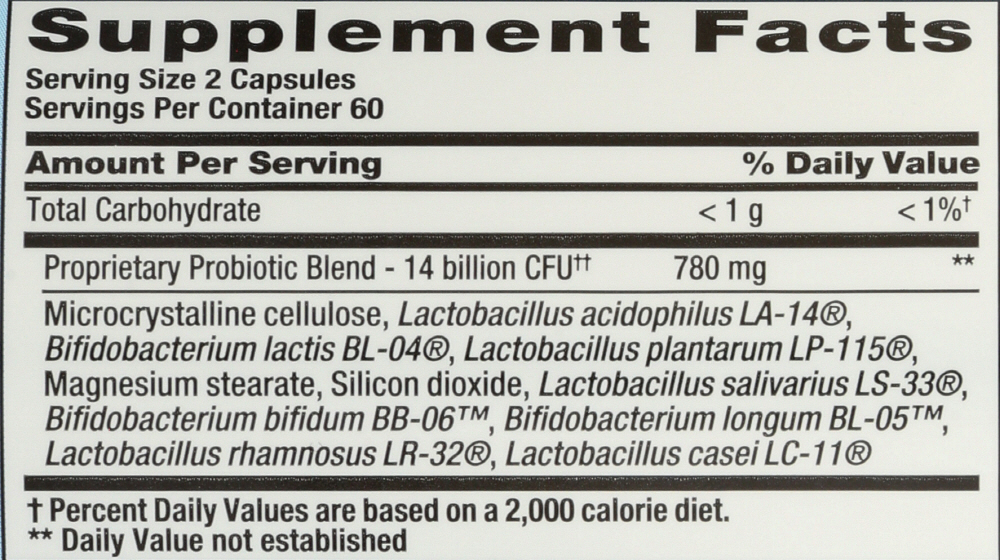 Supplement Facts
Serving Size 2 Capsules
Servings Per Container 60
Amount Per Serving % Daily Value
Total Carbohydrate < 1 g < 1%†
Proprietary Probiotic Blend - 14 billion CFU†† 780 mg **
Microcrystalline cellulose, Lactobacillus acidophilus LA-14®,
Bifidobacterium lactis BL-04®, Lactobacillus plantarum LP-115®,
Magnesium stearate, Silicon dioxide, Lactobacillus salivarius LS-33®,
Bifidobacterium bifidum BB-06™, Bifidobacterium longum BL-05™,
Lactobacillus rhamnosus LR-32®, Lactobacillus casei LC-11®
† Percent Daily Values are based on a 2,000 calorie diet.
** Daily Value not established